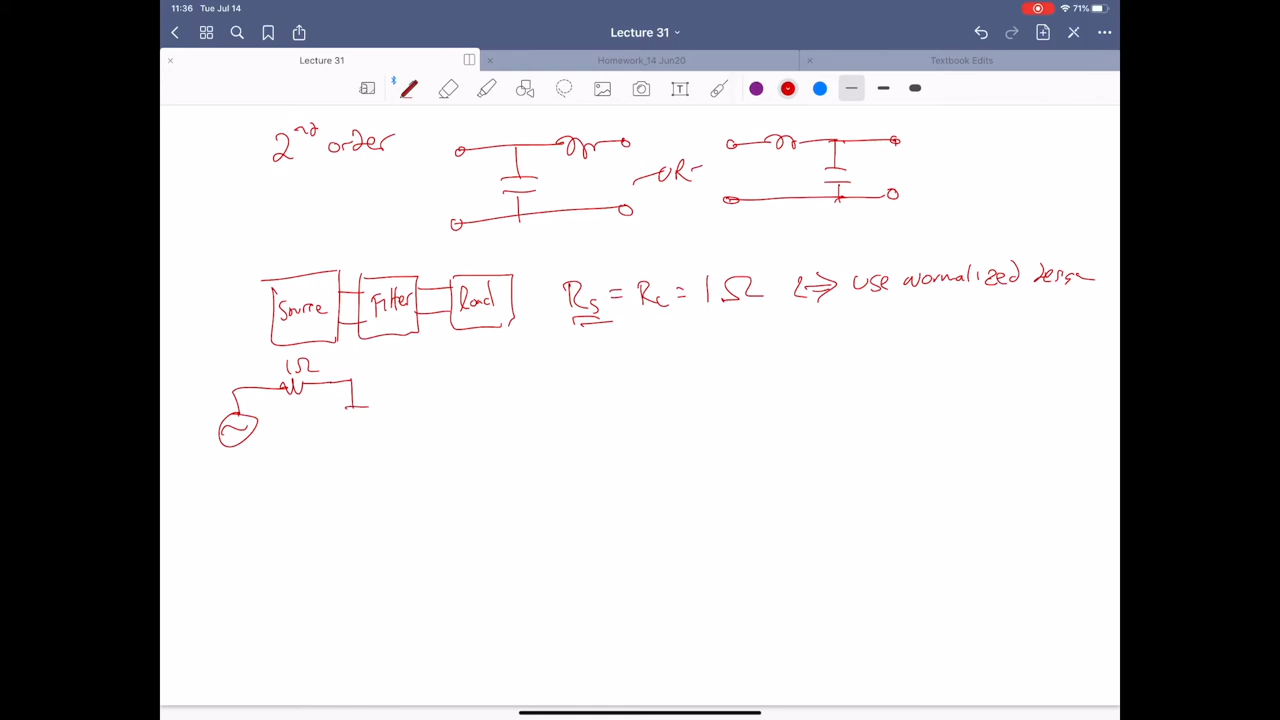 11:36 Tue Jul 14
71%
Lecture 31
Lecture 31
Homework_14 Jun20
Textbook Edits
2nd order
-OR-
Source
Filter
load
Rs = RL = 1Ω ⇒ use normalized design
1Ω